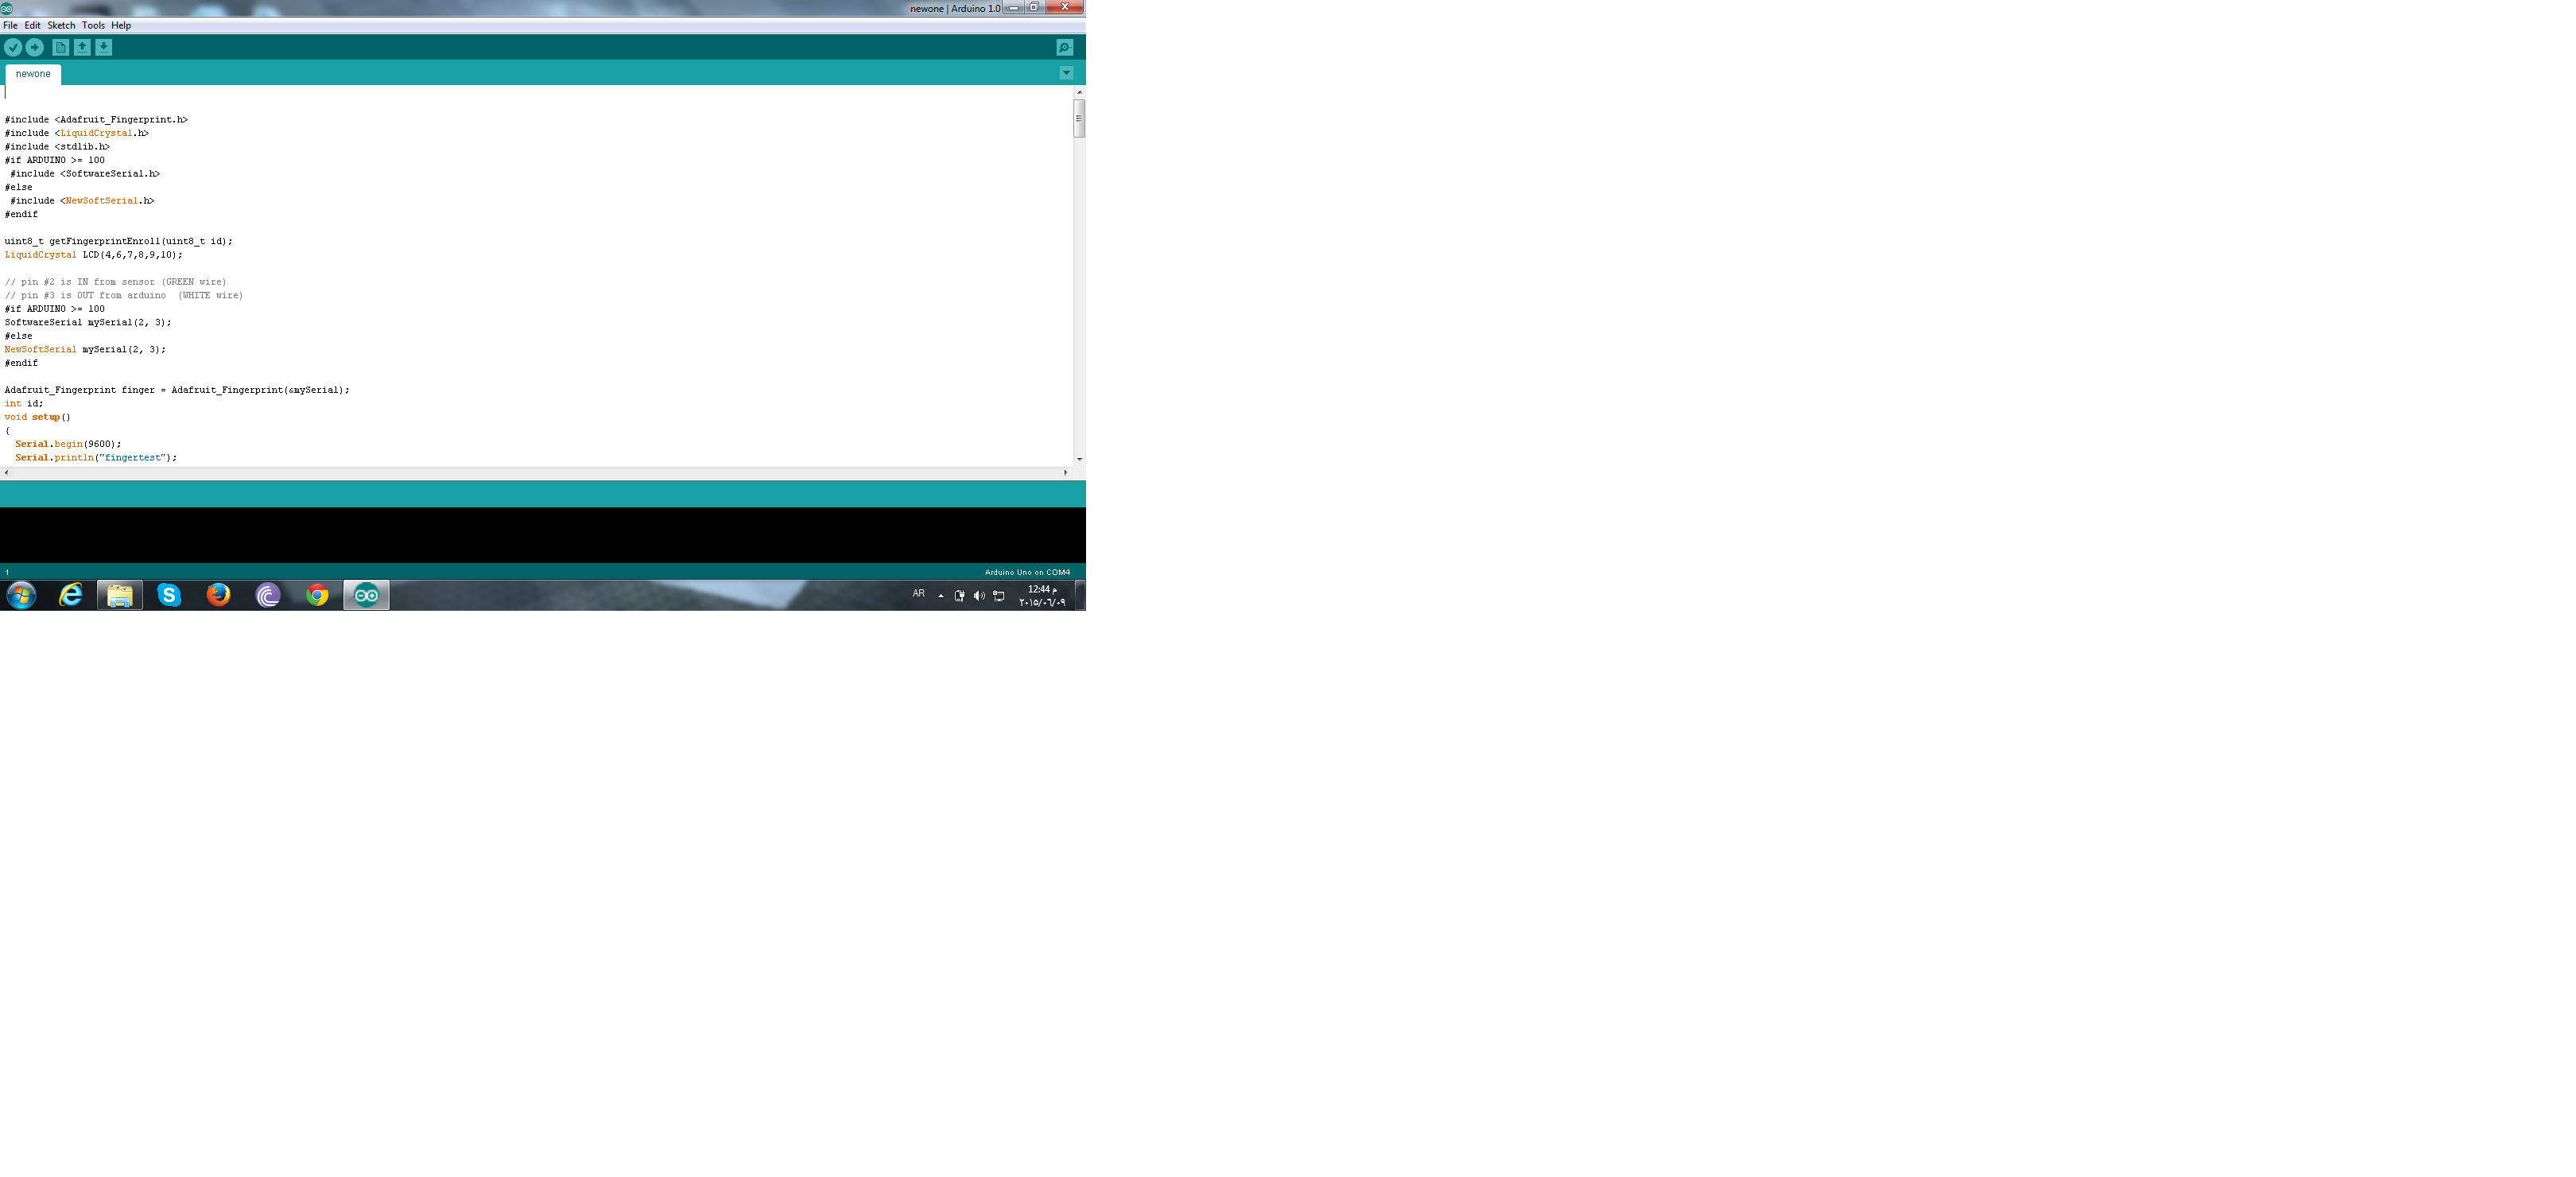 newone | Arduino 1.0
File Edit Sketch Tools Help
newone
#include <Adafruit_Fingerprint.h>
#include <LiquidCrystal.h>
#include <stdlib.h>
#if ARDUINO >= 100
 #include <SoftwareSerial.h>
#else
 #include <NewSoftSerial.h>
#endif
uint8_t getFingerprintEnroll(uint8_t id);
LiquidCrystal LCD(4,6,7,8,9,10);
// pin #2 is IN from sensor (GREEN wire)
// pin #3 is OUT from arduino  (WHITE wire)
#if ARDUINO >= 100
SoftwareSerial mySerial(2, 3);
#else
NewSoftSerial mySerial(2, 3);
#endif
Adafruit_Fingerprint finger = Adafruit_Fingerprint(&mySerial);
int id;
void setup()
{
  Serial.begin(9600);
  Serial.println("fingertest");
1
Arduino Uno on COM4
AR
12:44 م
٢٠١٥/٠٦/٠٩